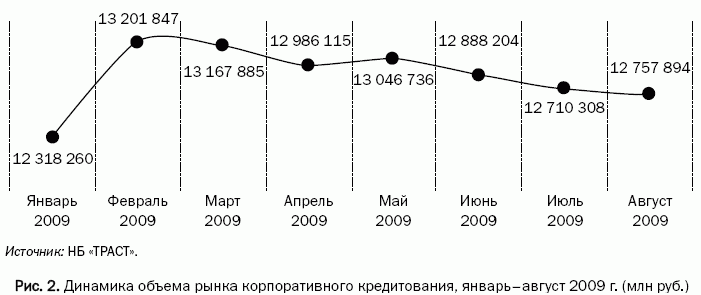 13 201 847
12 986 115
12 888 204
12 757 894
13 167 885
13 046 736
12 710 308
12 318 260
Январь Февраль Март Апрель Май Июнь Июль Август
2009 2009 2009 2009 2009 2009 2009 2009
Источник: НБ «ТРАСТ».
Рис. 2. Динамика объема рынка корпоративного кредитования, январь–август 2009 г. (млн руб.)